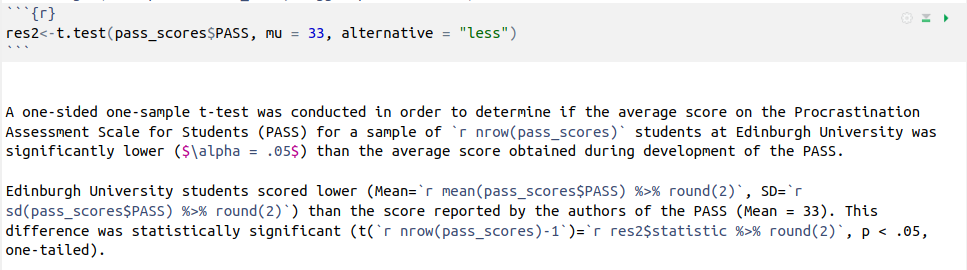 ```{r}
res2<-t.test(pass_scores$PASS, mu = 33, alternative = "less")
```
A one-sided one-sample t-test was conducted in order to determine if the average score on the Procrastination
Assessment Scale for Students (PASS) for a sample of `r nrow(pass_scores)` students at Edinburgh University was
significantly lower ($\alpha = .05$) than the average score obtained during development of the PASS.
Edinburgh University students scored lower (Mean=`r mean(pass_scores$PASS) %>% round(2)`, SD=`r
sd(pass_scores$PASS) %>% round(2)`) than the score reported by the authors of the PASS (Mean = 33). This
difference was statistically significant (t(`r nrow(pass_scores)-1`)=`r res2$statistic %>% round(2)`, p < .05,
one-tailed).